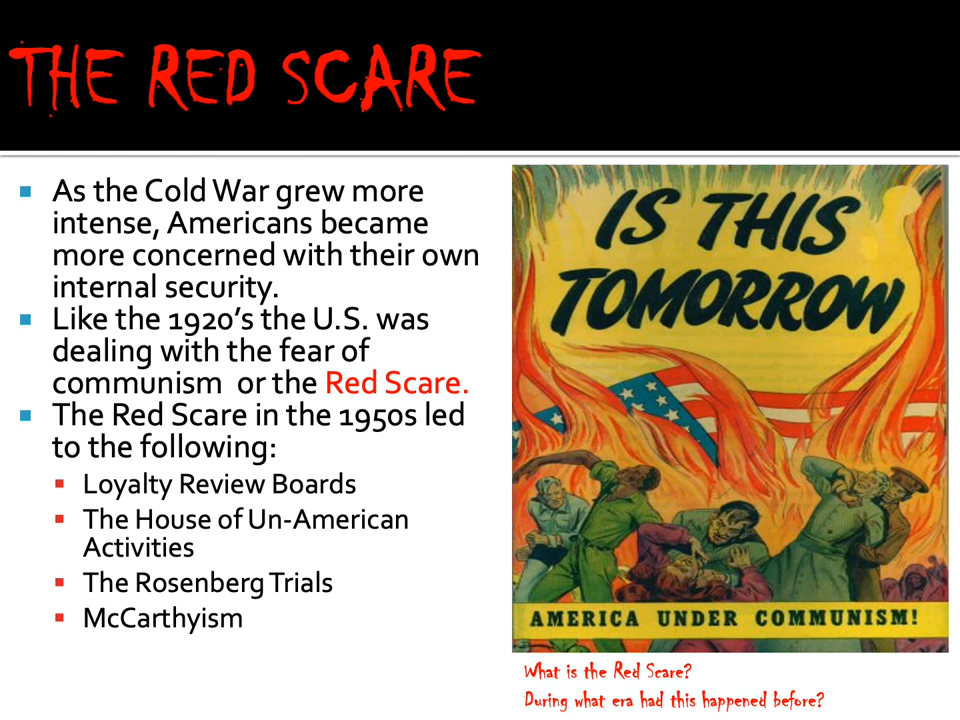 THE RED SCARE
As the Cold War grew more
intense, Americans became
more concerned with their own
internal security.
Like the 1920's the U.S. was
dealing with the fear of
communism or the Red Scare.
The Red Scare in the 1950s led
to the following:
Loyalty Review Boards
The House of Un-American
Activities
The Rosenberg Trials
McCarthyism
IS THIS
TOMORROW
AMERICA UNDER COMMUNISM!
What is the Red Scare?
During what era had this happened before?